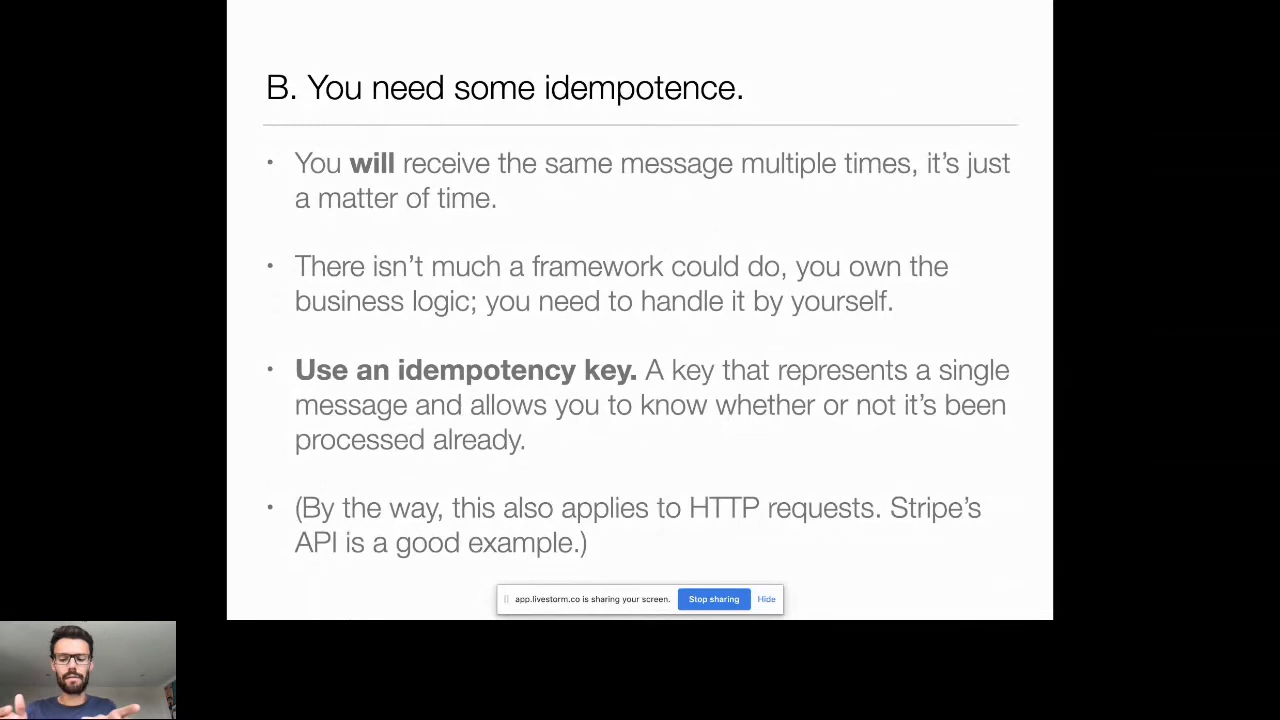 B. You need some idempotence.
• You will receive the same message multiple times, it's just
a matter of time.
• There isn't much a framework could do, you own the
business logic; you need to handle it by yourself.
• Use an idempotency key. A key that represents a single
message and allows you to know whether or not it's been
processed already.
• (By the way, this also applies to HTTP requests. Stripe's
API is a good example.)
app.livestorm.co is sharing your screen. Stop sharing Hide